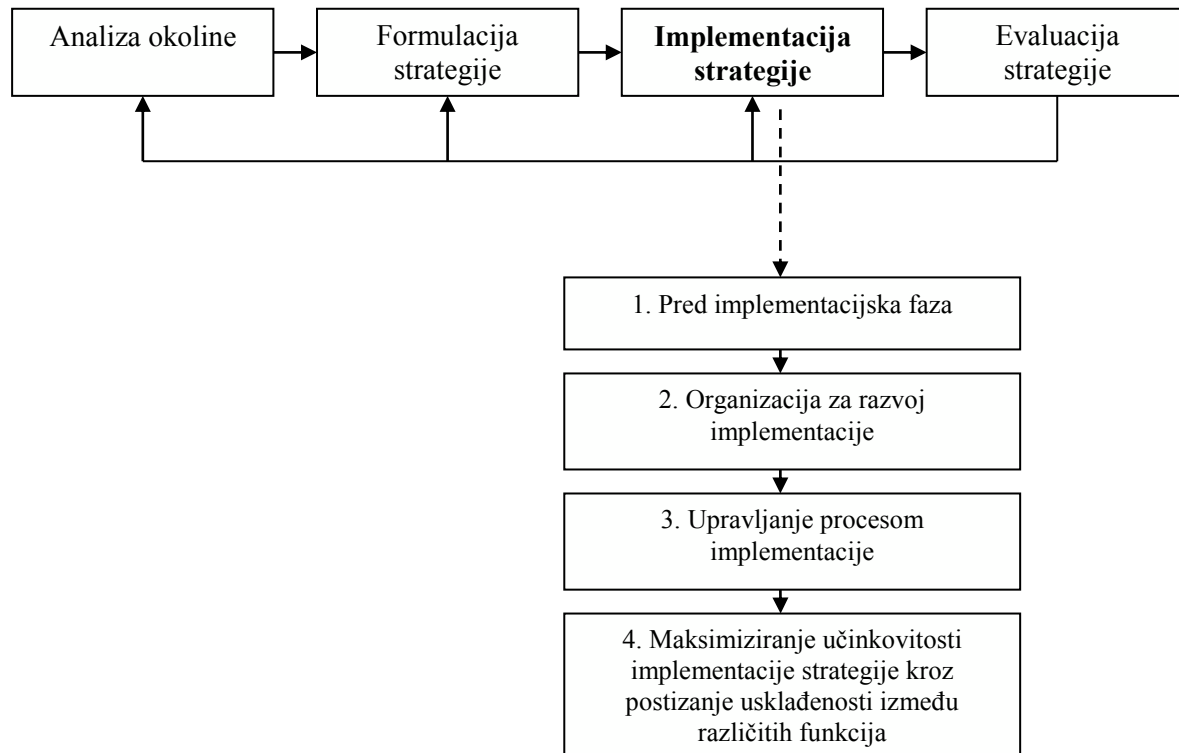 Analiza okoline
Formulacija
strategije
Implementacija
strategije
Evaluacija
strategije
1. Pred implementacijska faza
2. Organizacija za razvoj
implementacije
3. Upravljanje procesom
implementacije
4. Maksimiziranje učinkovitosti
implementacije strategije kroz
postizanje usklađenosti između
različitih funkcija